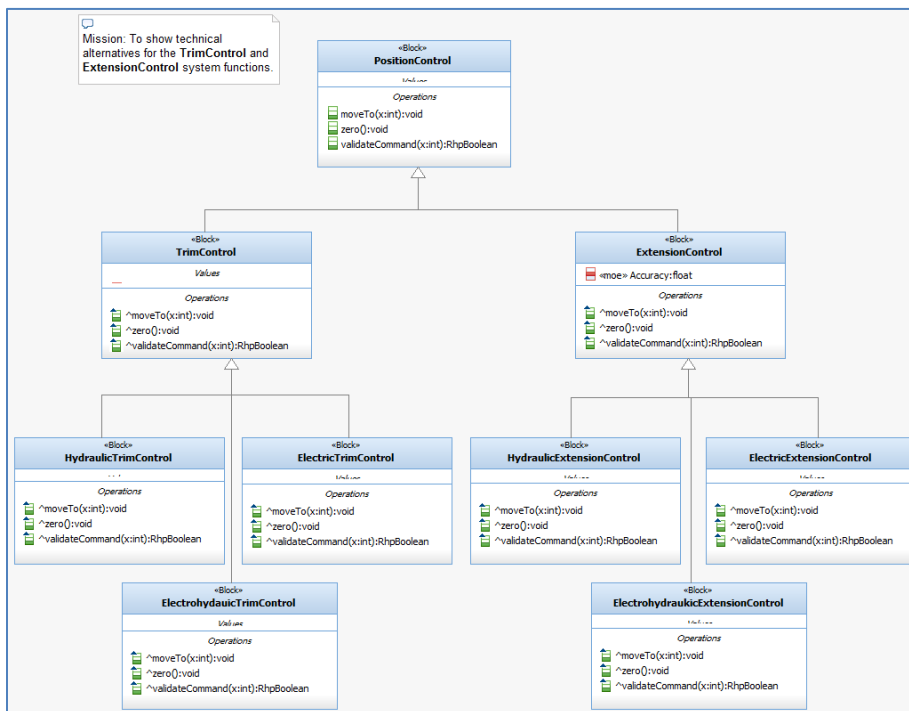 Mission: To show technical
alternatives for the TrimControl and
ExtensionControl system functions.
«Block»
PositionControl
Values
Operations
moveTo(x:int):void
zero():void
validateCommand(x:int):RhpBoolean
«Block»
TrimControl
Values
Operations
^moveTo(x:int):void
^zero():void
^validateCommand(x:int):RhpBoolean
«Block»
ExtensionControl
«moe» Accuracy:float
Operations
^moveTo(x:int):void
^zero():void
^validateCommand(x:int):RhpBoolean
«Block»
HydraulicTrimControl
Operations
^moveTo(x:int):void
^zero():void
^validateCommand(x:int):RhpBoolean
«Block»
ElectricTrimControl
Values
Operations
^moveTo(x:int):void
^zero():void
^validateCommand(x:int):RhpBoolean
«Block»
HydraulicExtensionControl
Values
Operations
^moveTo(x:int):void
^zero():void
^validateCommand(x:int):RhpBoolean
«Block»
ElectricExtensionControl
Values
Operations
^moveTo(x:int):void
^zero():void
^validateCommand(x:int):RhpBoolean
«Block»
ElectrohydauicTrimControl
Values
Operations
^moveTo(x:int):void
^zero():void
^validateCommand(x:int):RhpBoolean
«Block»
ElectrohydraukicExtensionControl
Values
Operations
^moveTo(x:int):void
^zero():void
^validateCommand(x:int):RhpBoolean